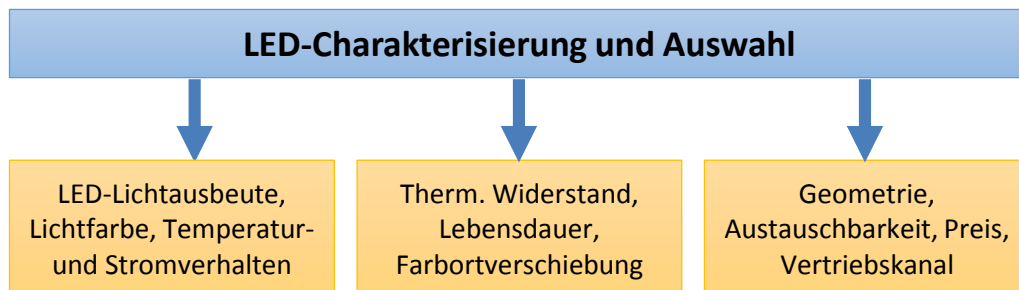 LED-Charakterisierung und Auswahl
LED-Lichtausbeute,
Lichtfarbe, Temperatur-
und Stromverhalten
Therm. Widerstand,
Lebensdauer,
Farbortverschiebung
Geometrie,
Austauschbarkeit, Preis,
Vertriebskanal